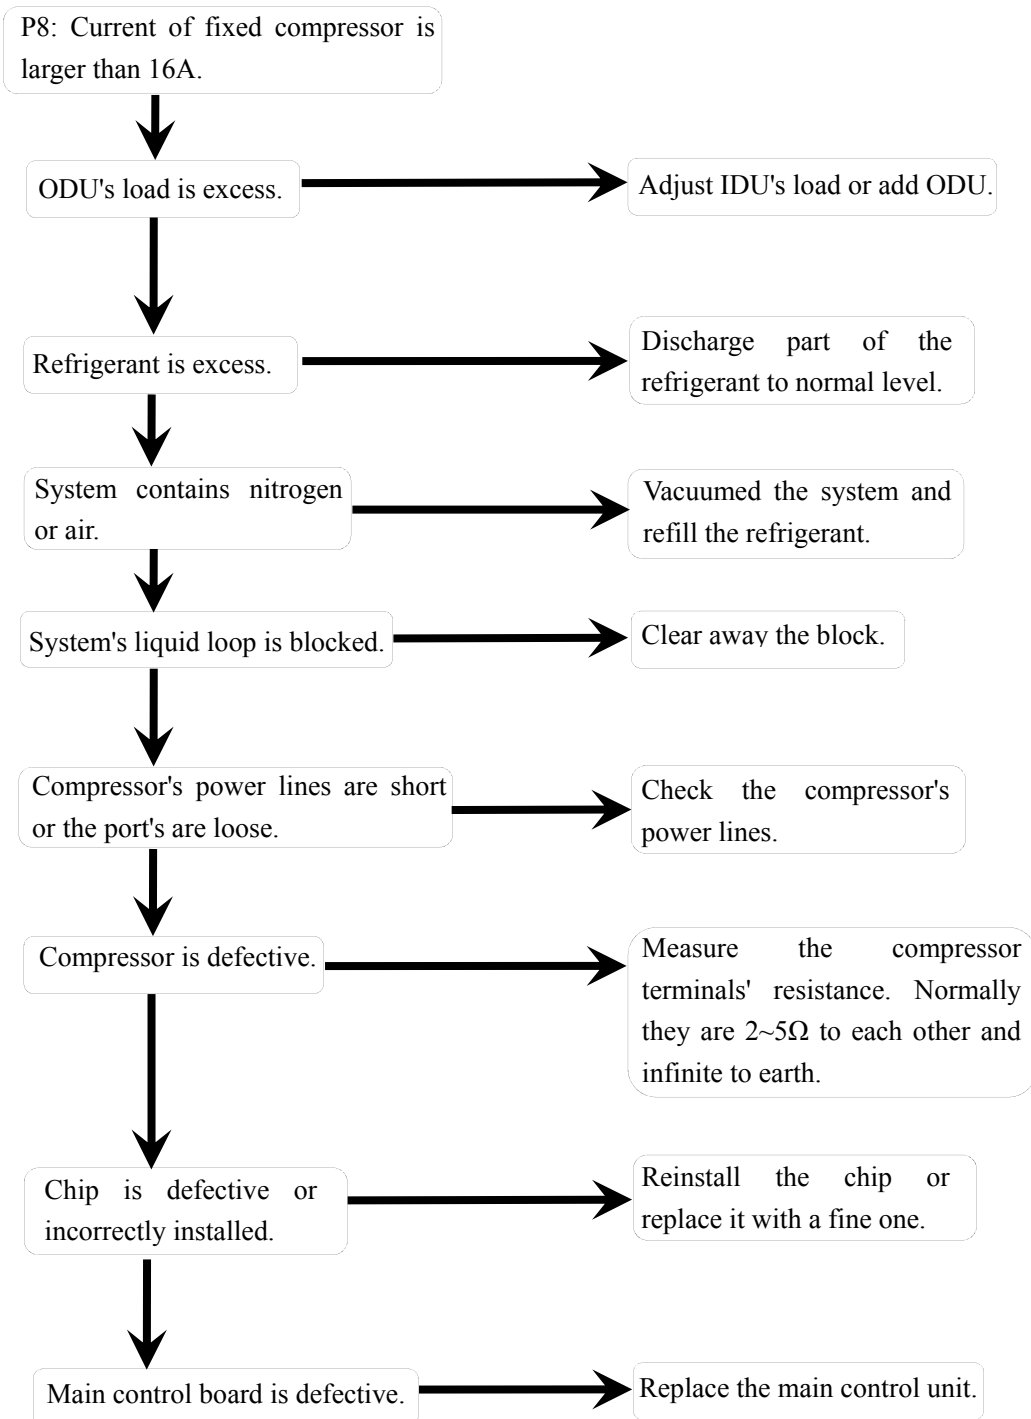 P8: Current of fixed compressor is
larger than 16A.
ODU's load is excess.
Adjust IDU's load or add ODU.
Refrigerant is excess.
Discharge part of the
refrigerant to normal level.
System contains nitrogen
or air.
Vacuumed the system and
refill the refrigerant.
System's liquid loop is blocked.
Clear away the block.
Compressor's power lines are short
or the port's are loose.
Check the compressor's
power lines.
Compressor is defective.
Measure the compressor
terminals' resistance. Normally
they are 2~5Ω to each other and
infinite to earth.
Chip is defective or
incorrectly installed.
Reinstall the chip or
replace it with a fine one.
Main control board is defective.
Replace the main control unit.